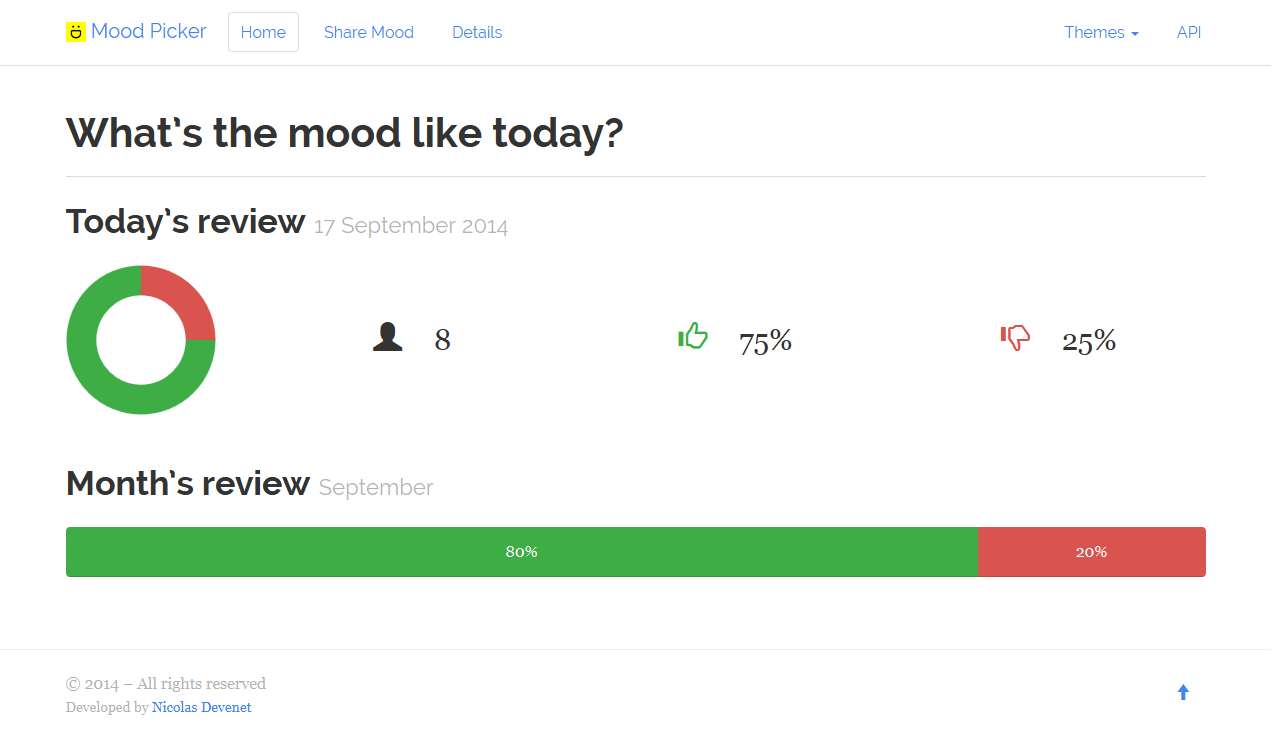 Mood Picker Home Share Mood Details Themes API
What's the mood like today?
Today's review 17 September 2014
8 75% 25%
Month's review September
80% 20%
© 2014 – All rights reserved
Developed by Nicolas Devenet